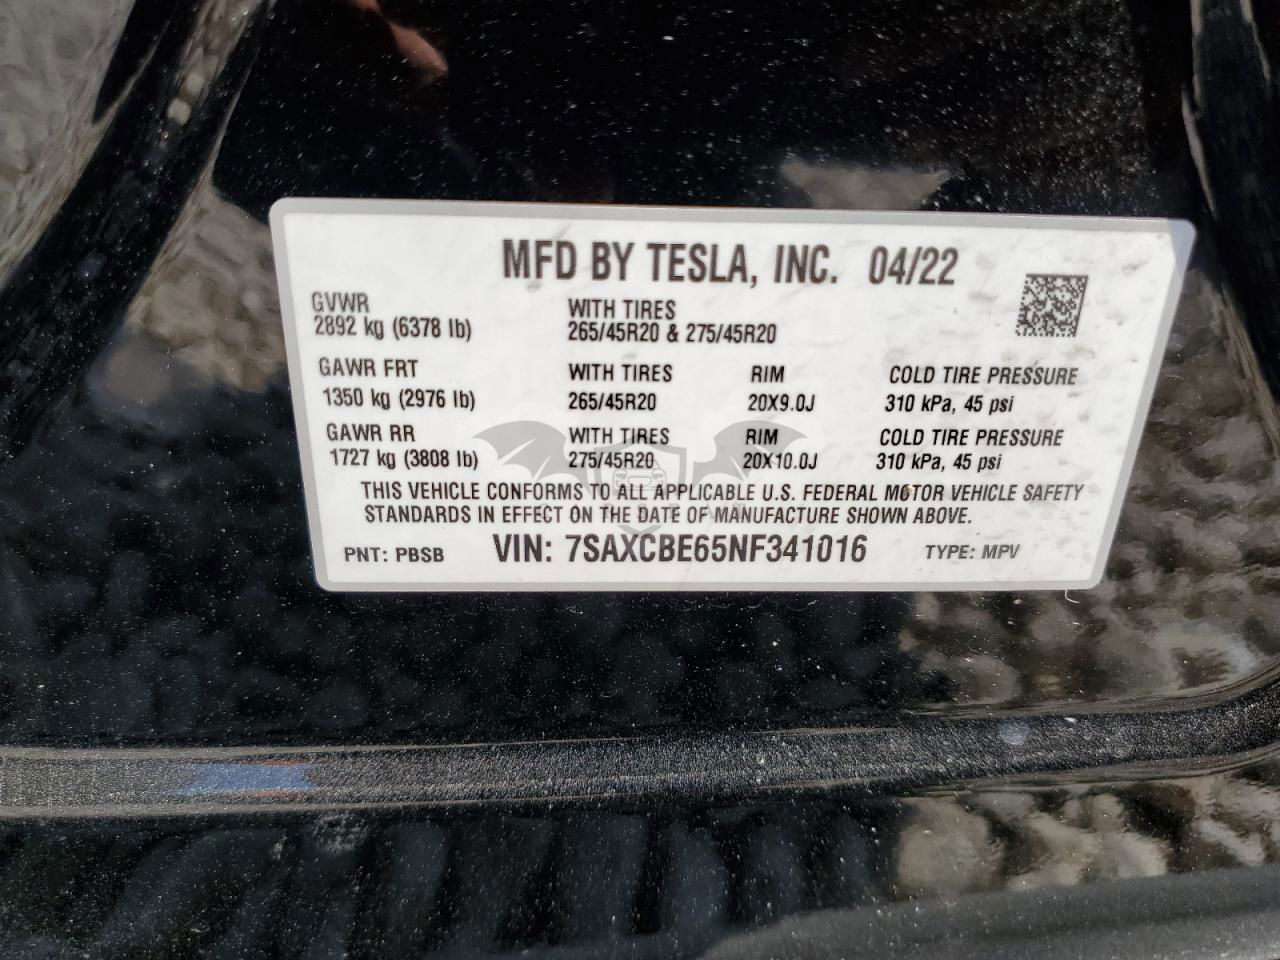 MFD BY TESLA, INC. 04/22
GVWR
2892 kg (6378 lb)
WITH TIRES
265/45R20 & 275/45R20
GAWR FRT WITH TIRES RIM COLD TIRE PRESSURE
1350 kg (2976 lb) 265/45R20 20X9.0J 310 kPa, 45 psi
GAWR RR WITH TIRES RIM COLD TIRE PRESSURE
1727 kg (3808 lb) 275/45R20 20X10.0J 310 kPa, 45 psi
THIS VEHICLE CONFORMS TO ALL APPLICABLE U.S. FEDERAL MOTOR VEHICLE SAFETY
STANDARDS IN EFFECT ON THE DATE OF MANUFACTURE SHOWN ABOVE.
PNT: PBSB VIN: 7SAXCBE65NF341016 TYPE: MPV